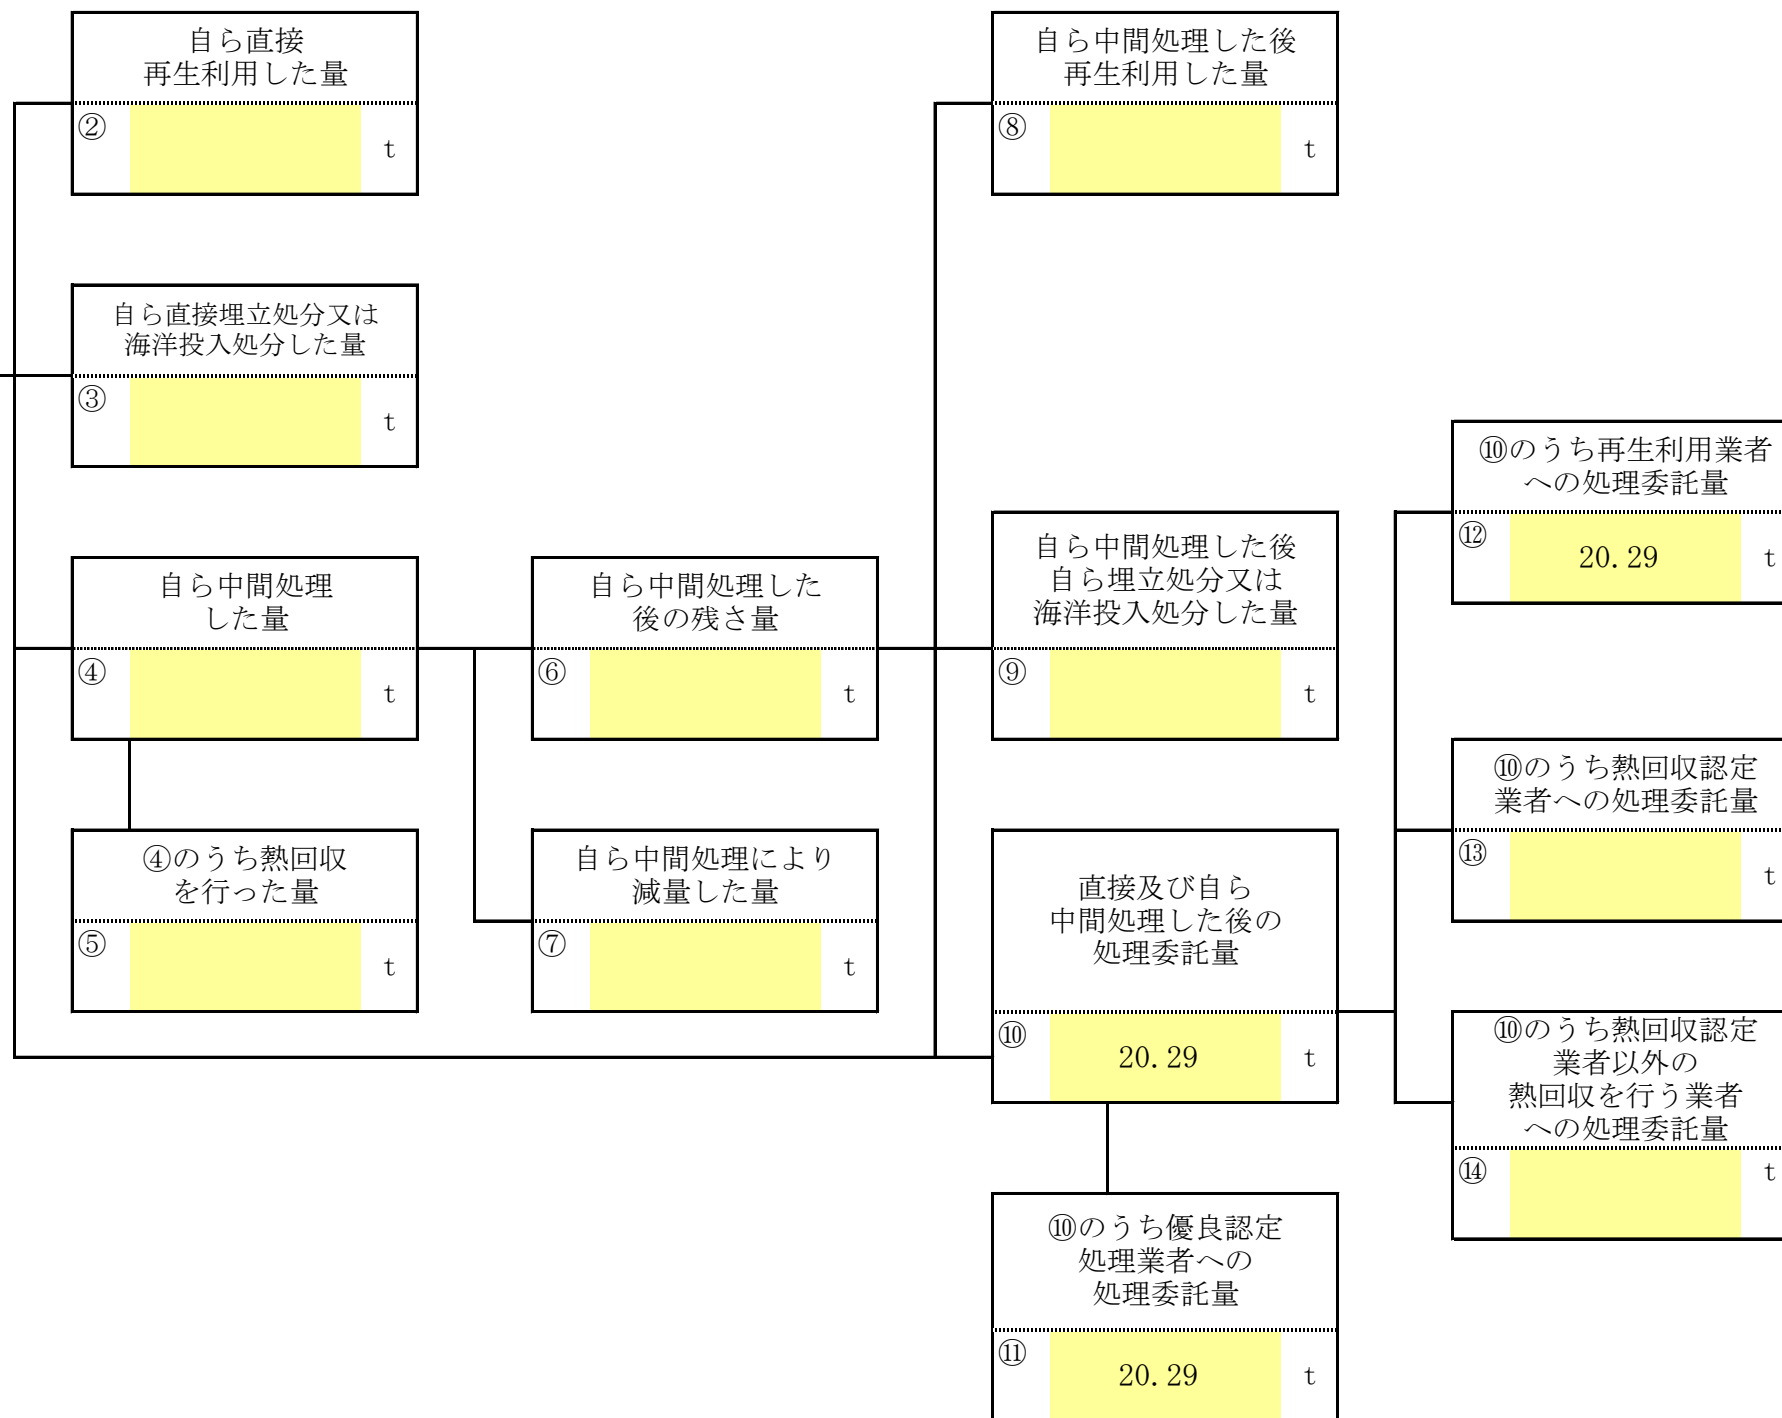 自ら直接
再生利用した量
②
t
自ら中間処理した後
再生利用した量
⑧
t
自ら直接埋立処分又は
海洋投入処分した量
③
t
⑩のうち再生利用業者
への処理委託量
⑫
20.29
t
自ら中間処理
した量
④
t
自ら中間処理した
後の残さ量
⑥
t
自ら中間処理した後
自ら埋立処分又は
海洋投入処分した量
⑨
t
⑩のうち熱回収認定
業者への処理委託量
⑬
t
④のうち熱回収
を行った量
⑤
t
自ら中間処理により
減量した量
⑦
t
直接及び自ら
中間処理した後の
処理委託量
⑩
20.29
t
⑩のうち熱回収認定
業者以外の
熱回収を行う業者
への処理委託量
⑭
t
⑩のうち優良認定
処理業者への
処理委託量
⑪
20.29
t